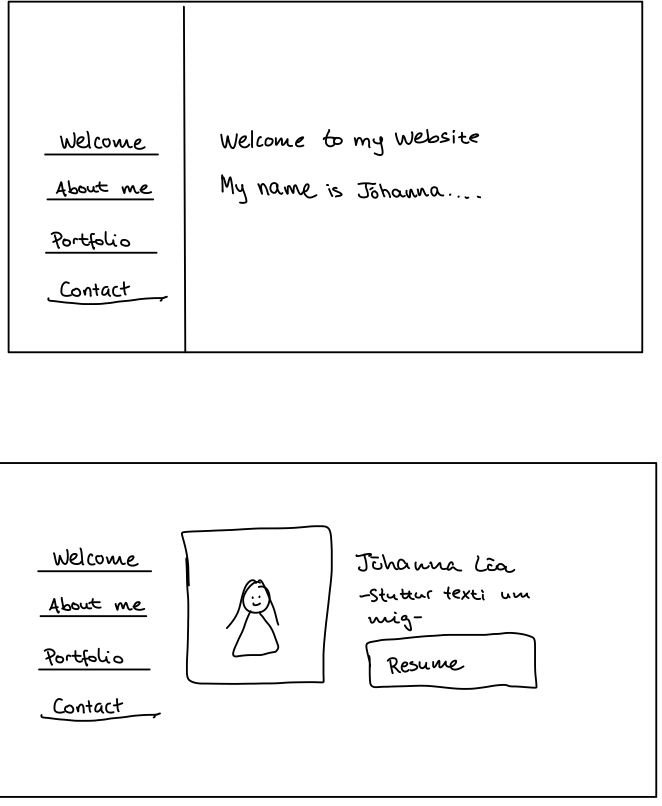 Welcome
About me
Portfolio
Contact
Welcome to my Website
My name is Jóhanna....
Welcome
About me
Portfolio
Contact
Jóhanna Léa
-Stuttur texti um
mig-
Resume